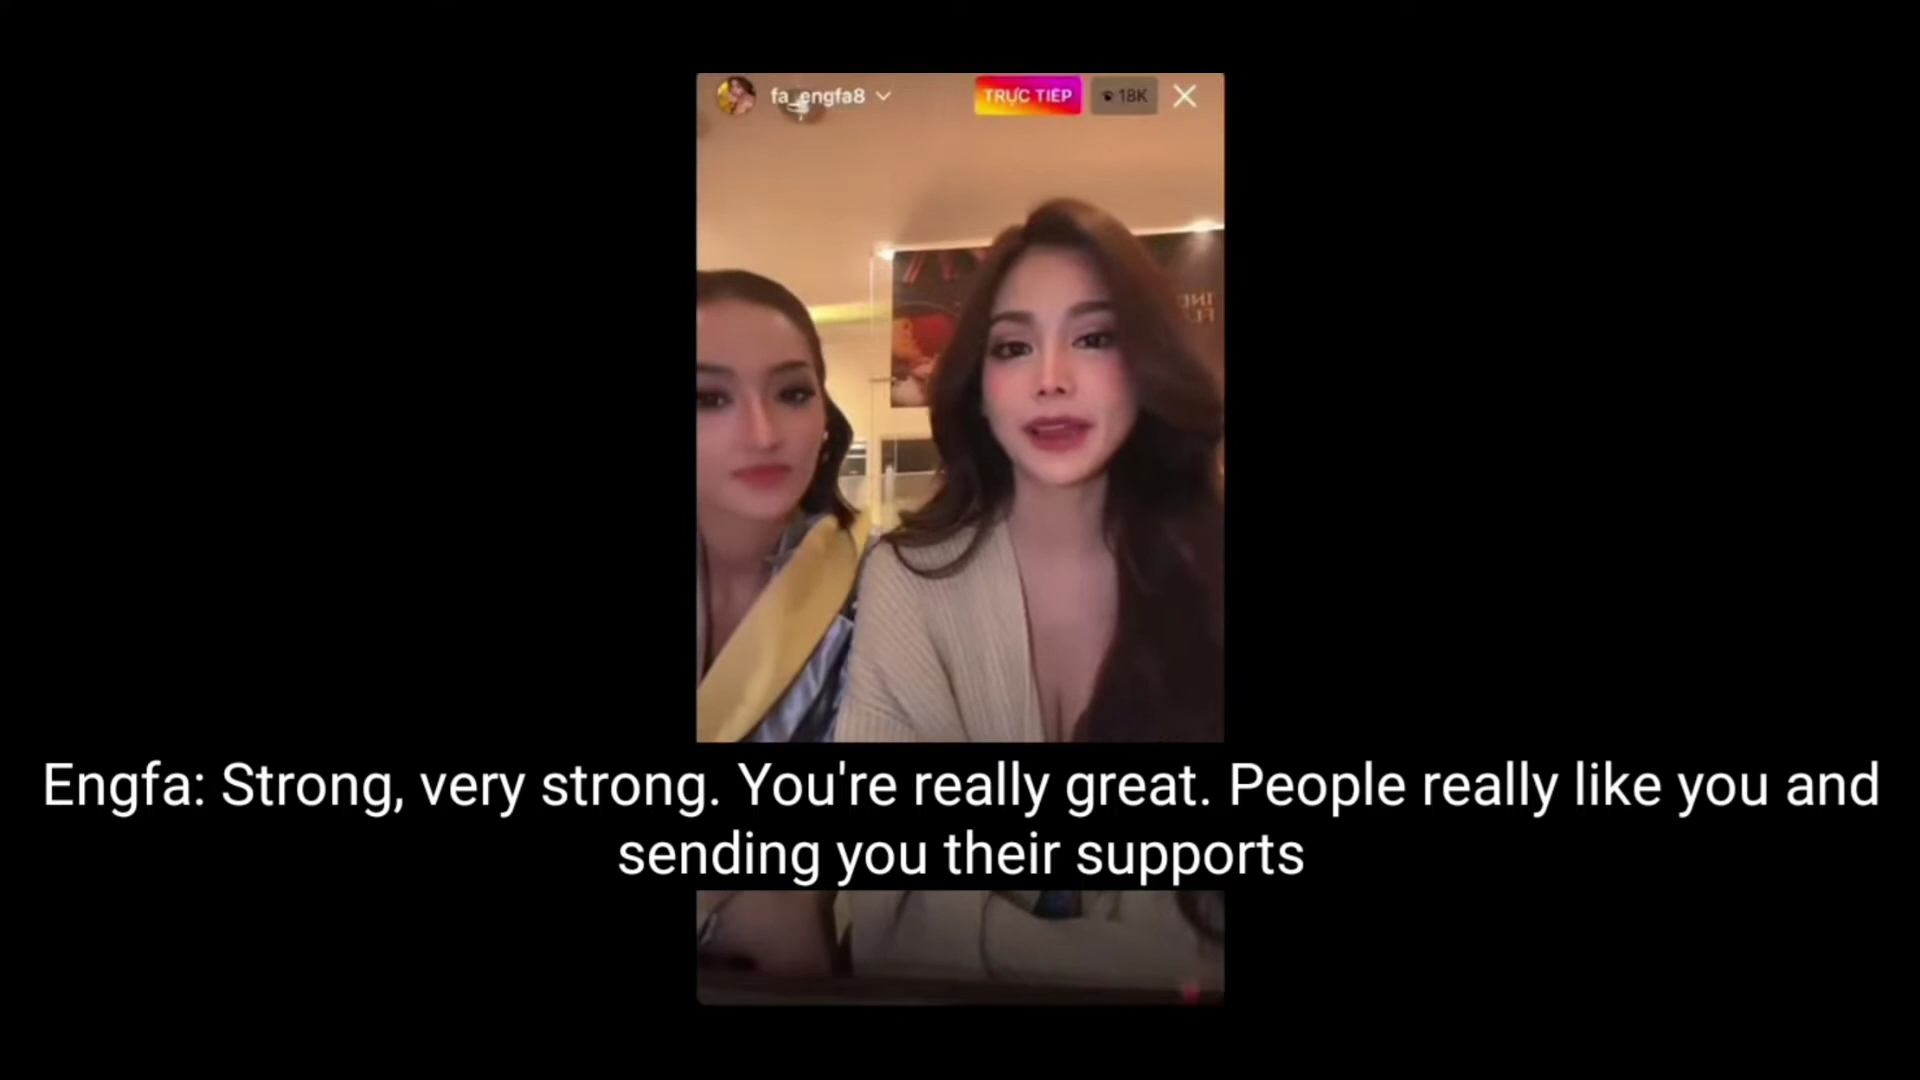 fa_engfa8
TRỰC TIẾP
18K
Engfa: Strong, very strong. You're really great. People really like you and
sending you their supports